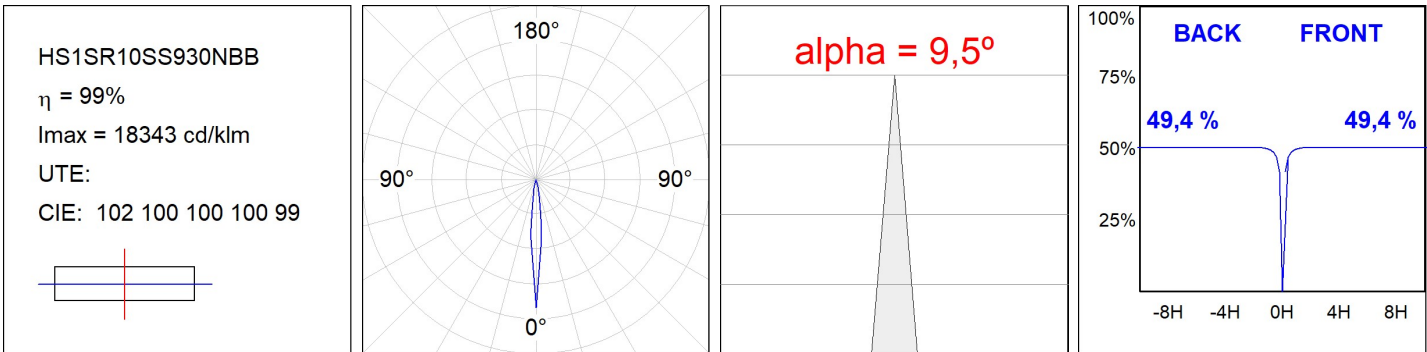 HS1SR10SS930NBB
η = 99%
Imax = 18343 cd/klm
UTE:
CIE: 102 100 100 100 99
180°
90° 90°
0°
alpha = 9,5º
100%
BACK FRONT
75%
49,4 % 49,4 %
50%
25%
-8H -4H 0H 4H 8H